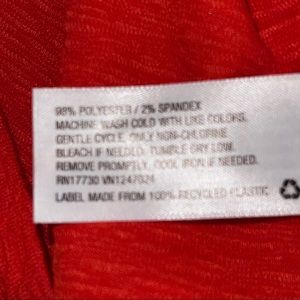 98% POLYESTER / 2% SPANDEX
MACHINE WASH COLD WITH LIKE COLORS,
GENTLE CYCLE. ONLY NON-CHLORINE
BLEACH IF NEEDED. TUMBLE DRY LOW.
REMOVE PROMPTLY. COOL IRON IF NEEDED.
RN17730 VN1247024
LABEL MADE FROM 100% RECYCLED PLASTIC